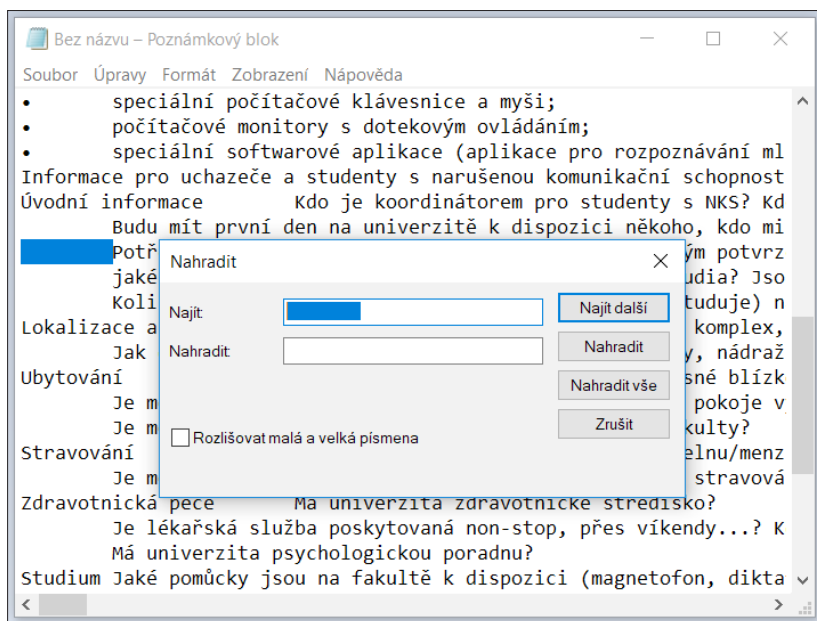 Bez názvu – Poznámkový blok
Soubor Úpravy Formát Zobrazení Nápověda
• speciální počítačové klávesnice a myši;
• počítačové monitory s dotekovým ovládáním;
• speciální softwarové aplikace (aplikace pro rozpoznávání ml
Informace pro uchazeče a studenty s narušenou komunikační schopnost
Úvodní informace Kdo je koordinátorem pro studenty s NKS? Kd
Budu mít první den na univerzitě k dispozici někoho, kdo mi
Potř ým potvrz
jaké udia? Jso
Koli tuduje) n
Lokalizace a komplex,
Jak y, nádraž
Ubytování sné blízk
Je m pokoje v
Je m kulty?
Stravování elnu/menz
Je m stravová
Zdravotnická péče Má univerzita zdravotnické středisko?
Je lékařská služba poskytovaná non-stop, přes víkendy...? K
Má univerzita psychologickou poradnu?
Studium Jaké pomůcky jsou na fakultě k dispozici (magnetofon, dikta
Nahradit
Najít:
Najít další
Nahradit:
Nahradit
Nahradit vše
Zrušit
Rozlišovat malá a velká písmena